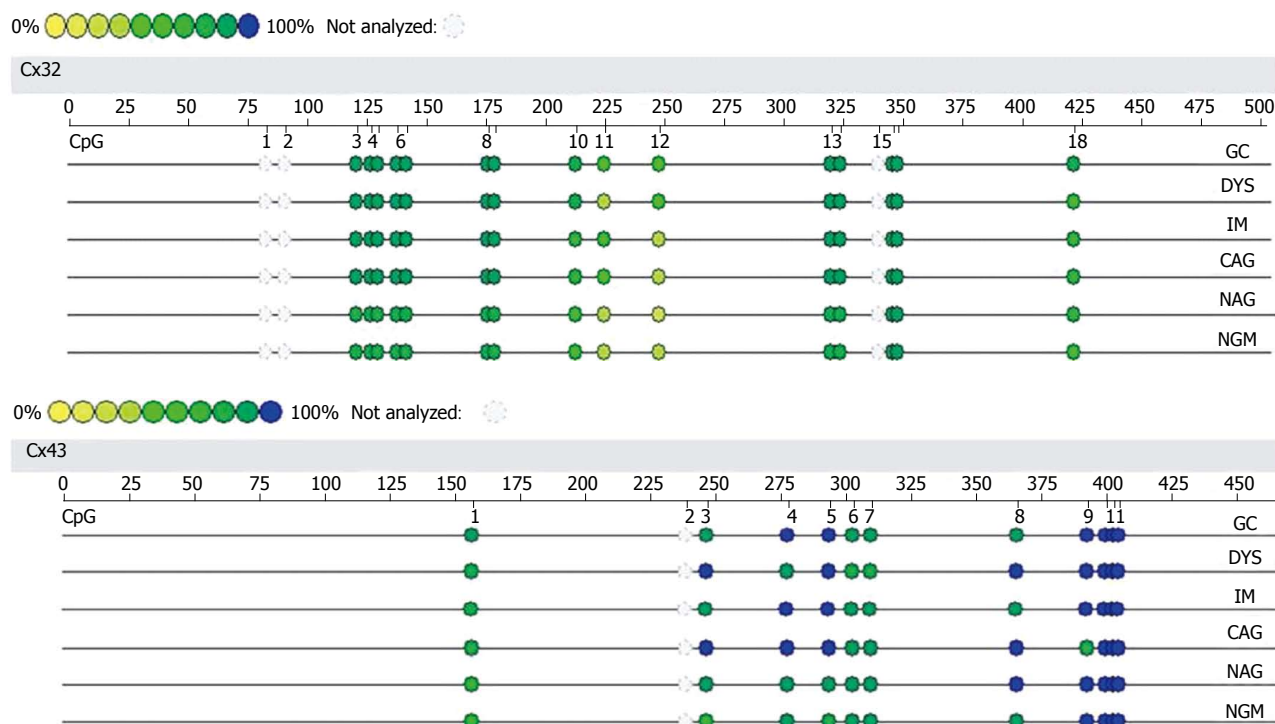 0% 100% Not analyzed:
Cx32
0 25 50 75 100 125 150 175 200 225 250 275 300 325 350 375 400 425 450 475 500
CpG 1 2 3 4 6 8 10 11 12 13 15 18
GC
DYS
IM
CAG
NAG
NGM
0% 100% Not analyzed:
Cx43
0 25 50 75 100 125 150 175 200 225 250 275 300 325 350 375 400 425 450
CpG 1 2 3 4 5 6 7 8 9 11
GC
DYS
IM
CAG
NAG
NGM